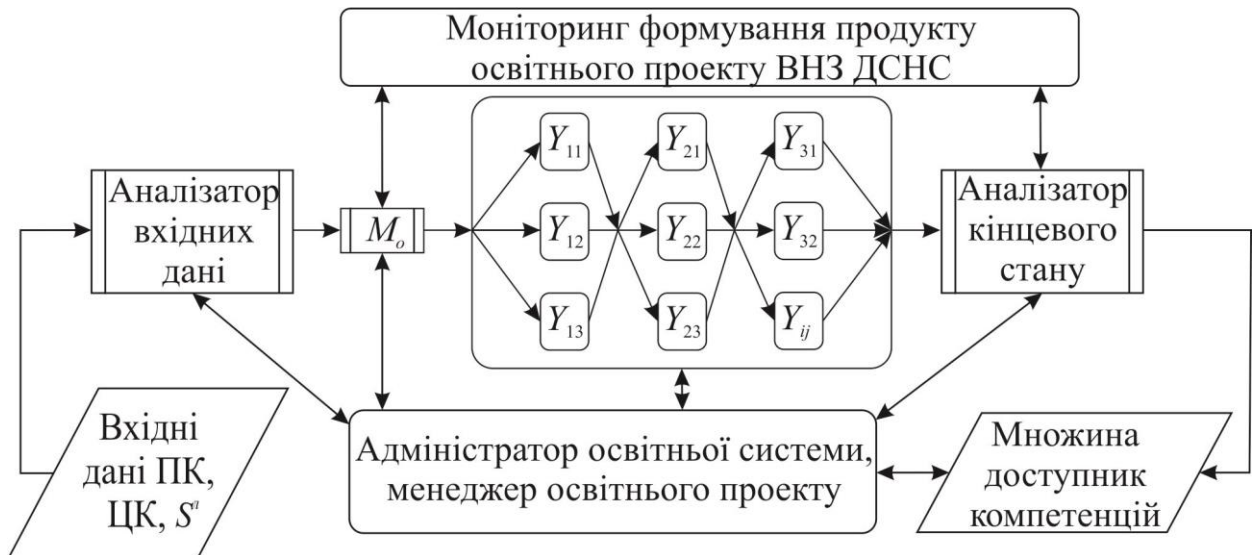 Моніторинг формування продукту
освітнього проекту ВНЗ ДСНС
Аналізатор
вхідних
дані
M_o
Y_11
Y_21
Y_31
Y_12
Y_22
Y_32
Y_13
Y_23
Y_ij
Аналізатор
кінцевого
стану
Вхідні
дані ПК,
ЦК, S^a
Адміністратор освітньої системи,
менеджер освітнього проекту
Множина
доступник
компетенцій